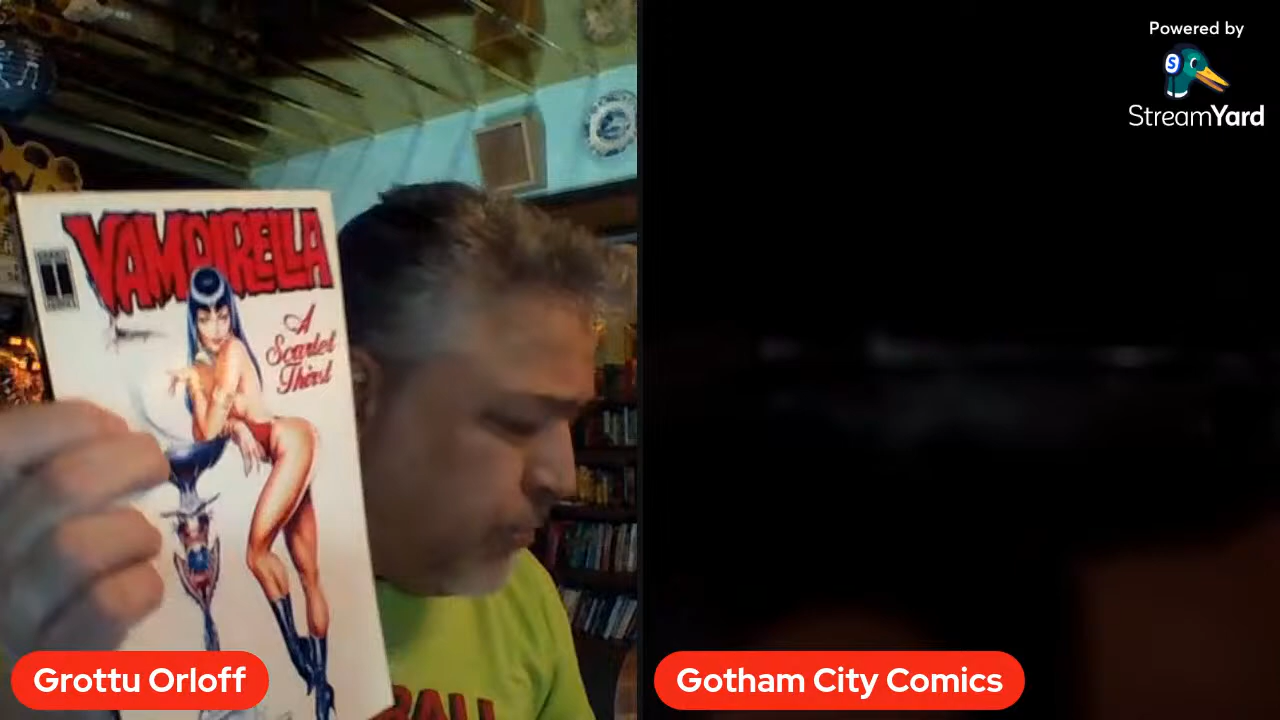 Powered by
StreamYard
VAMPIRELLA
A
Scarlet
Thirst
Grottu Orloff
Gotham City Comics